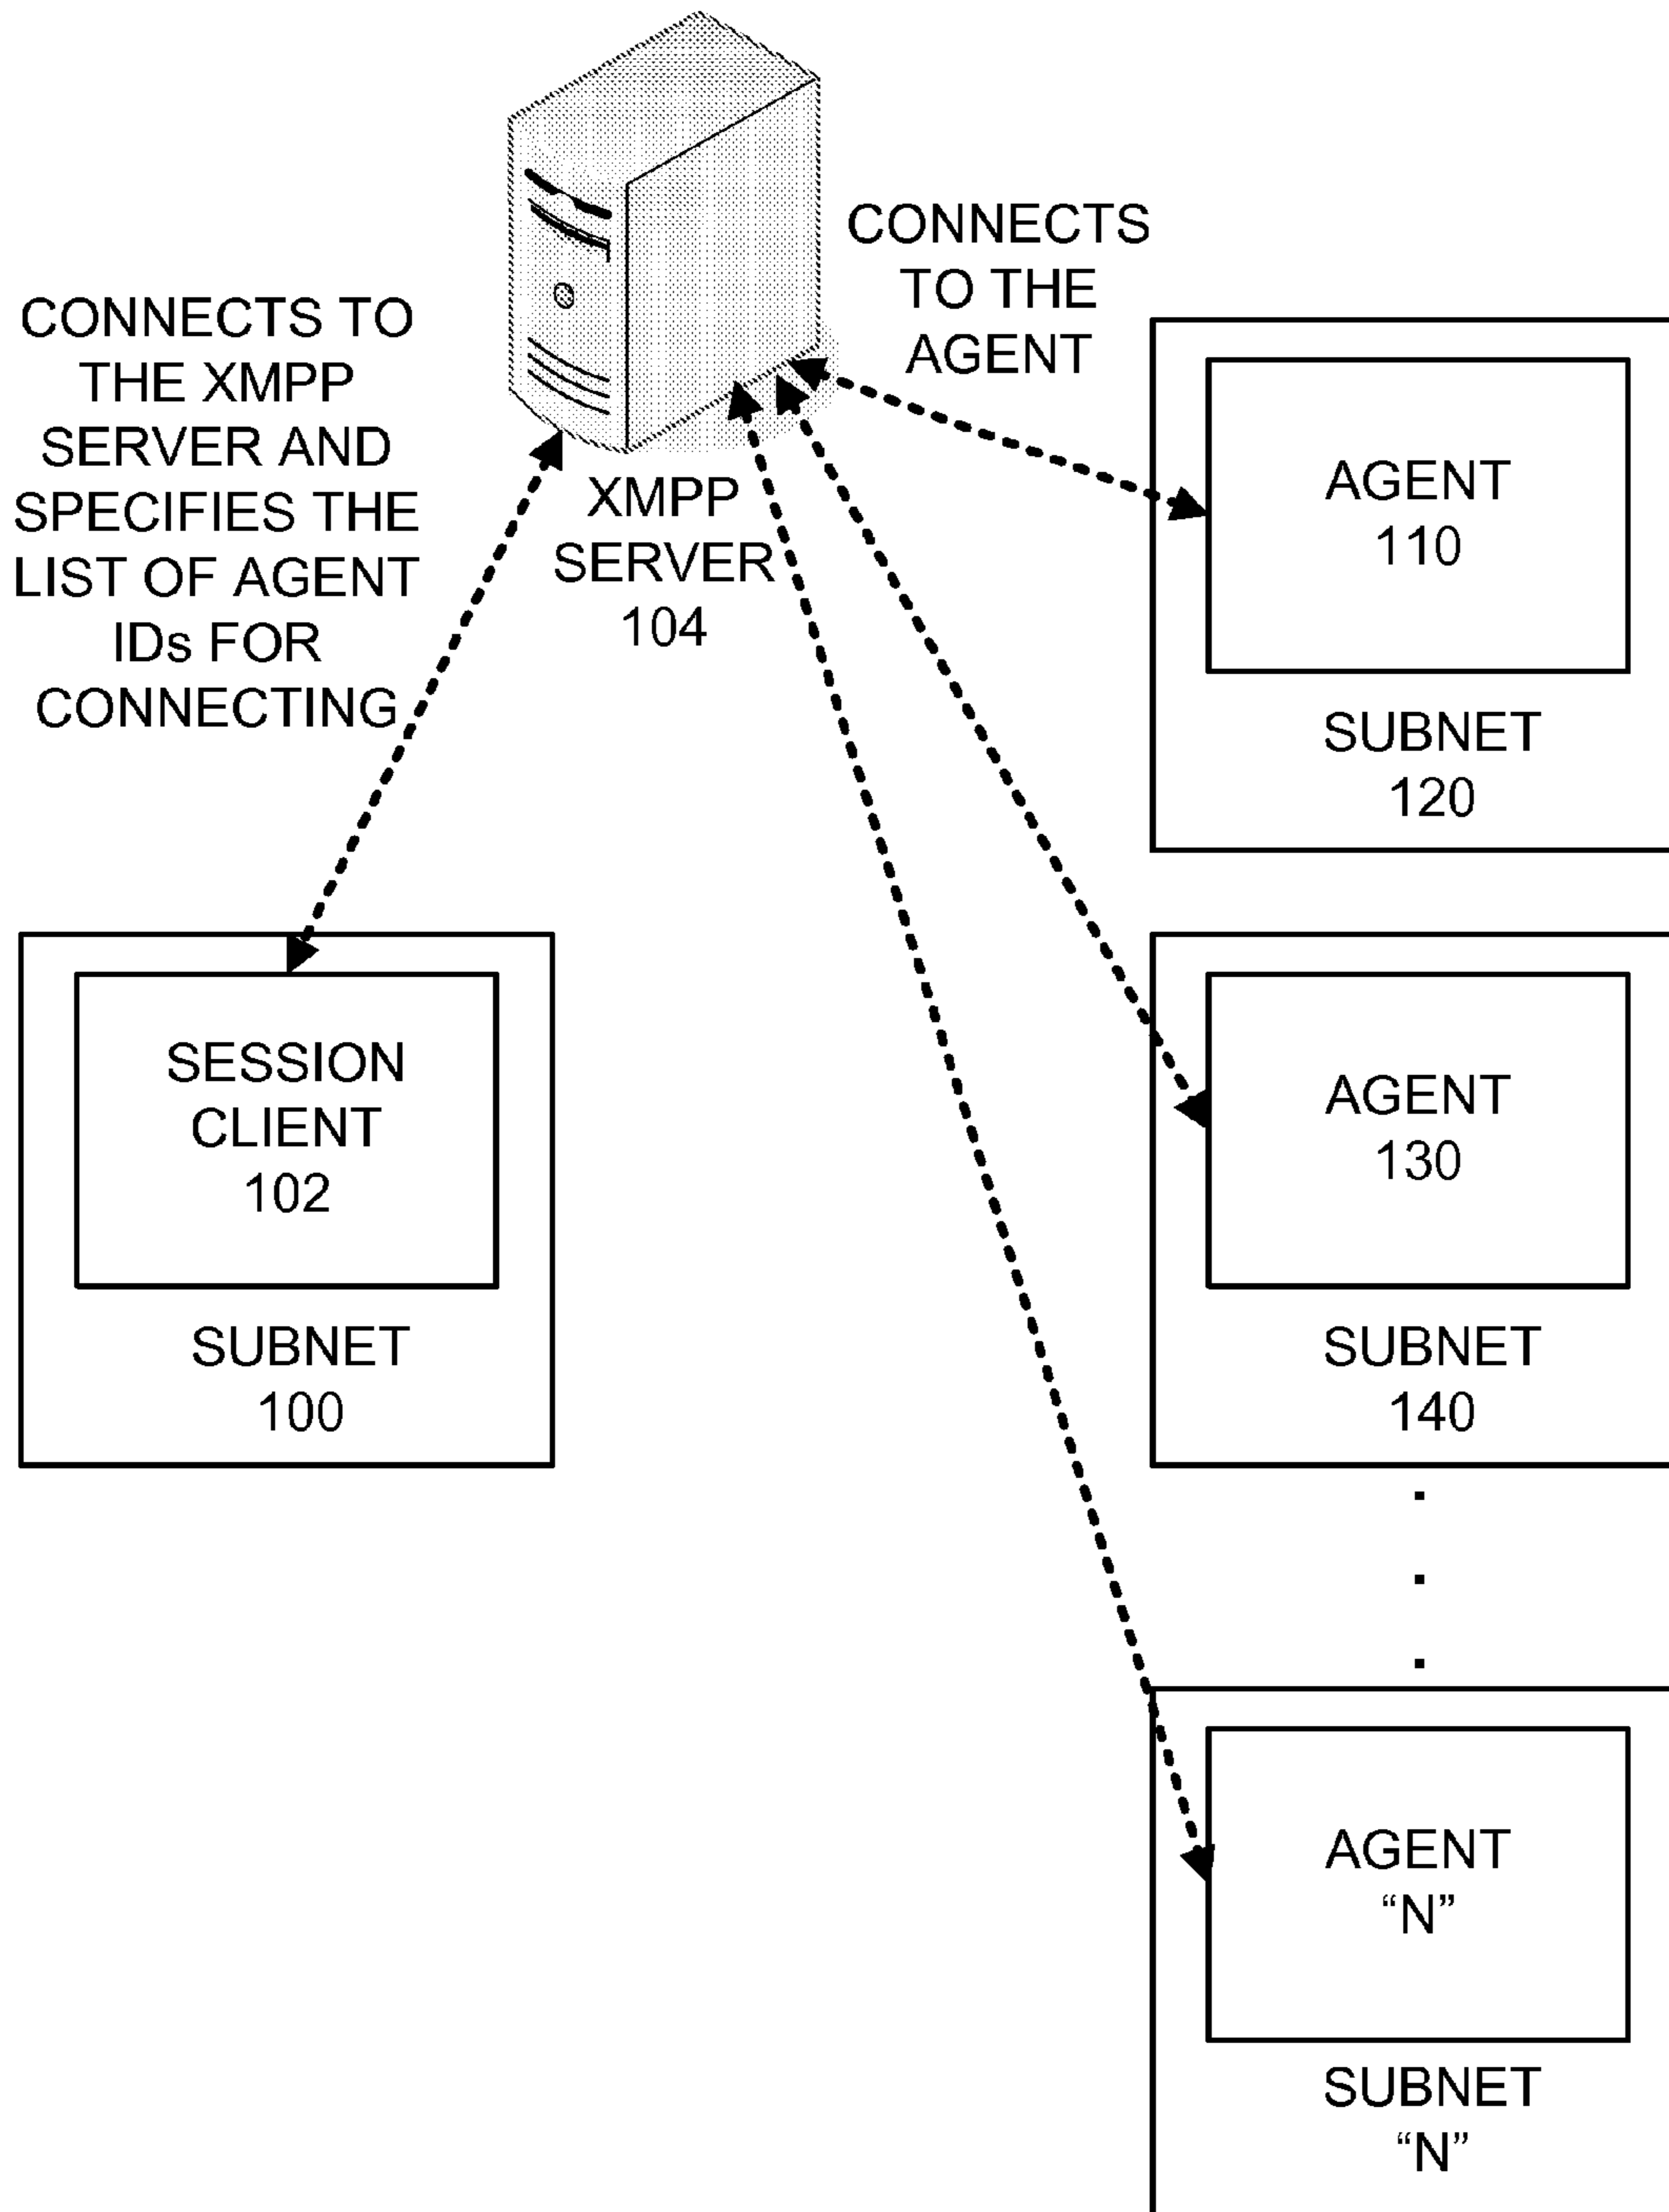 CONNECTS TO
THE XMPP
SERVER AND
SPECIFIES THE
LIST OF AGENT
IDs FOR
CONNECTING
XMPP
SERVER
104
CONNECTS
TO THE
AGENT
AGENT
110
SUBNET
120
SESSION
CLIENT
102
SUBNET
100
AGENT
130
SUBNET
140
.
.
.
AGENT
“N”
SUBNET
“N”